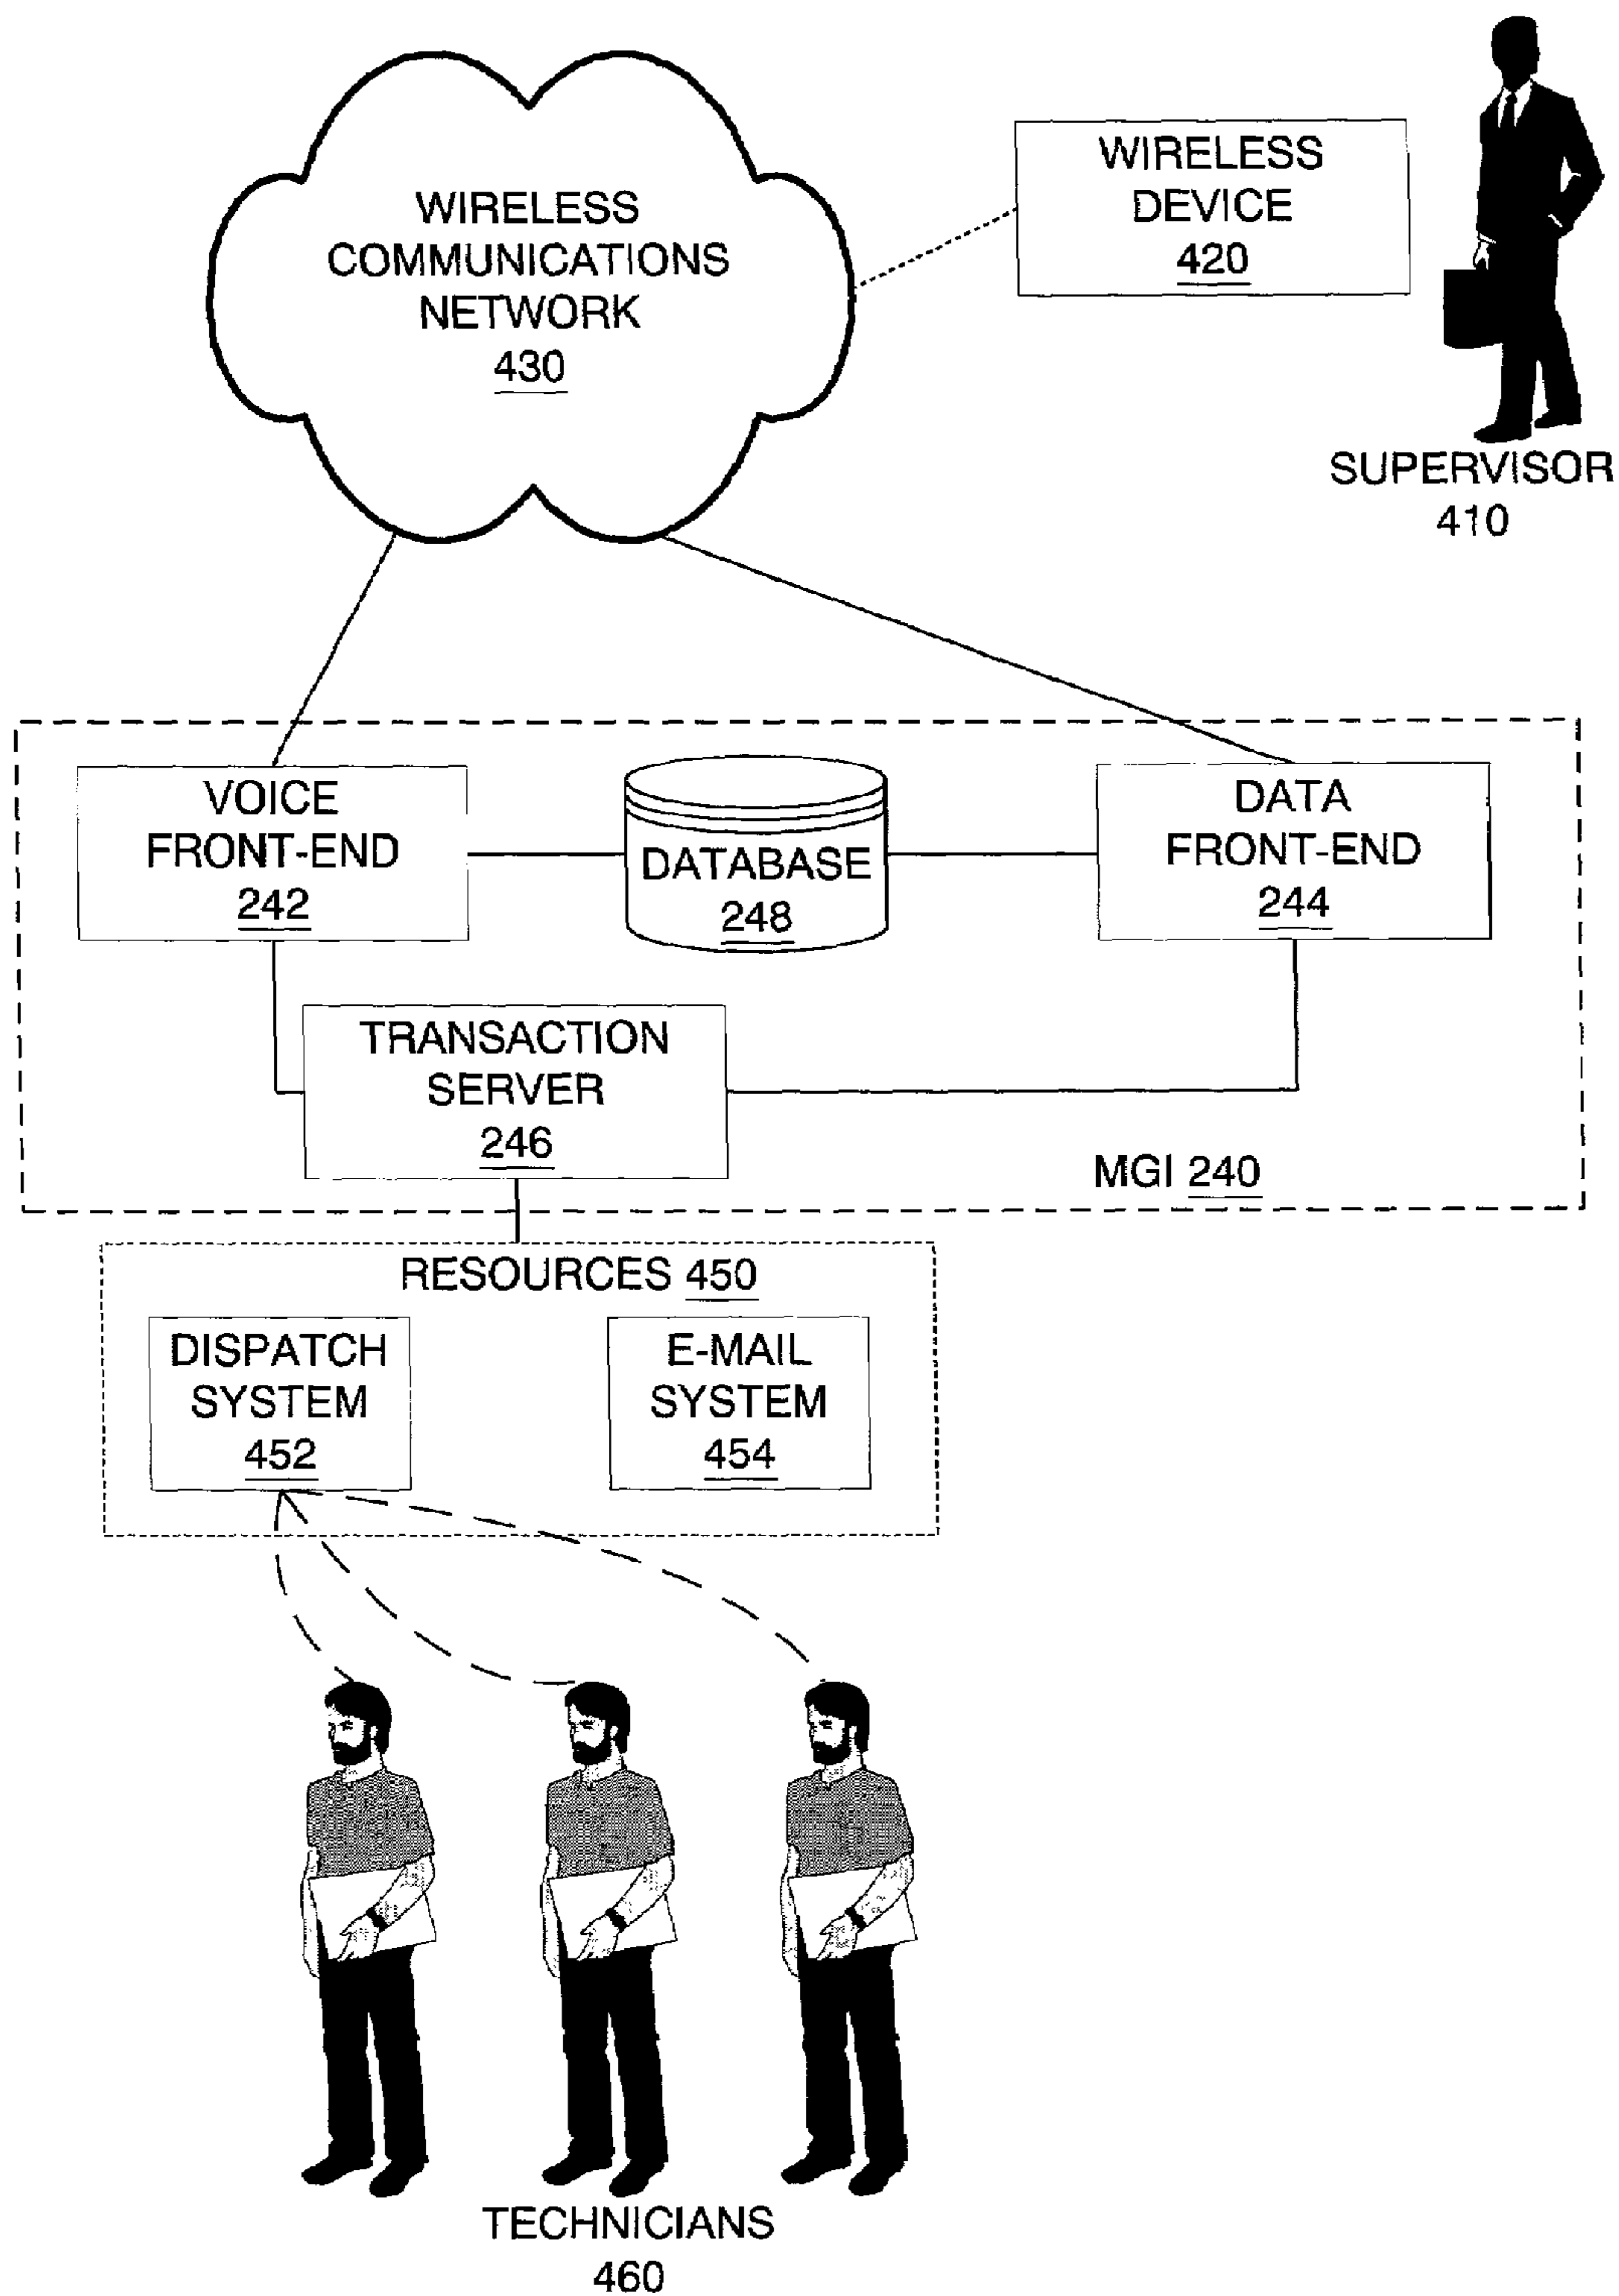 WIRELESS
COMMUNICATIONS
NETWORK
430
WIRELESS
DEVICE
420
SUPERVISOR
410
VOICE
FRONT-END
242
DATABASE
248
DATA
FRONT-END
244
TRANSACTION
SERVER
246
MGI 240
RESOURCES 450
DISPATCH
SYSTEM
452
E-MAIL
SYSTEM
454
TECHNICIANS
460